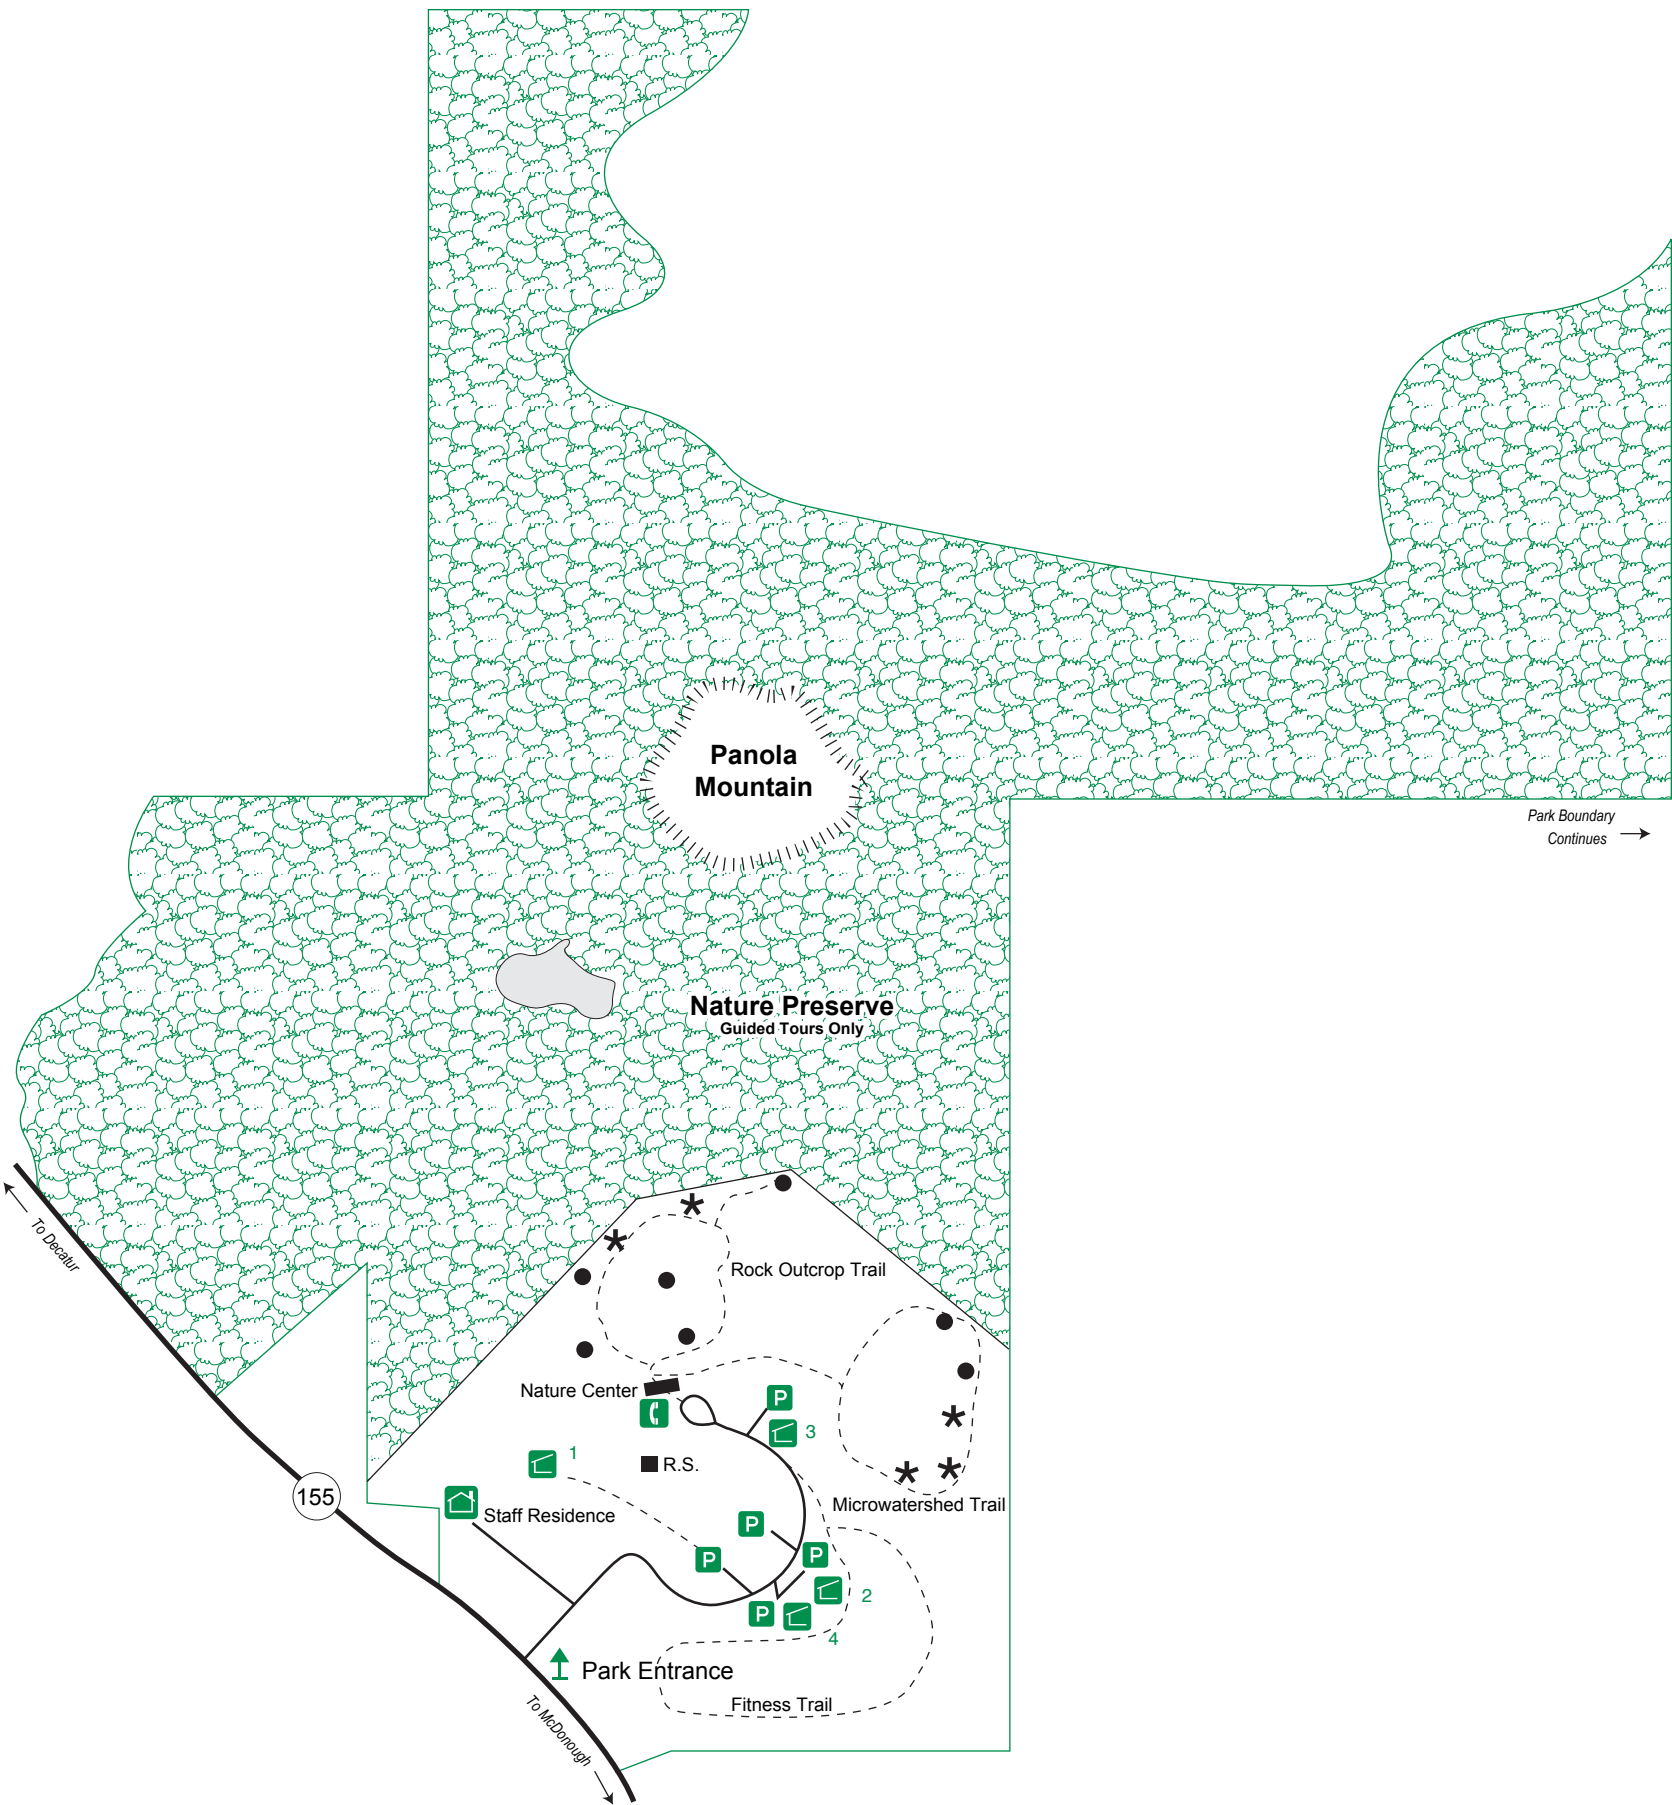 Panola
Mountain
Park Boundary
Continues
Nature Preserve
Guided Tours Only
To Decatur
Rock Outcrop Trail
Nature Center
P
3
1
R.S.
155
Staff Residence
Microwatershed Trail
P
P
P
2
P
4
Park Entrance
Fitness Trail
To McDonough